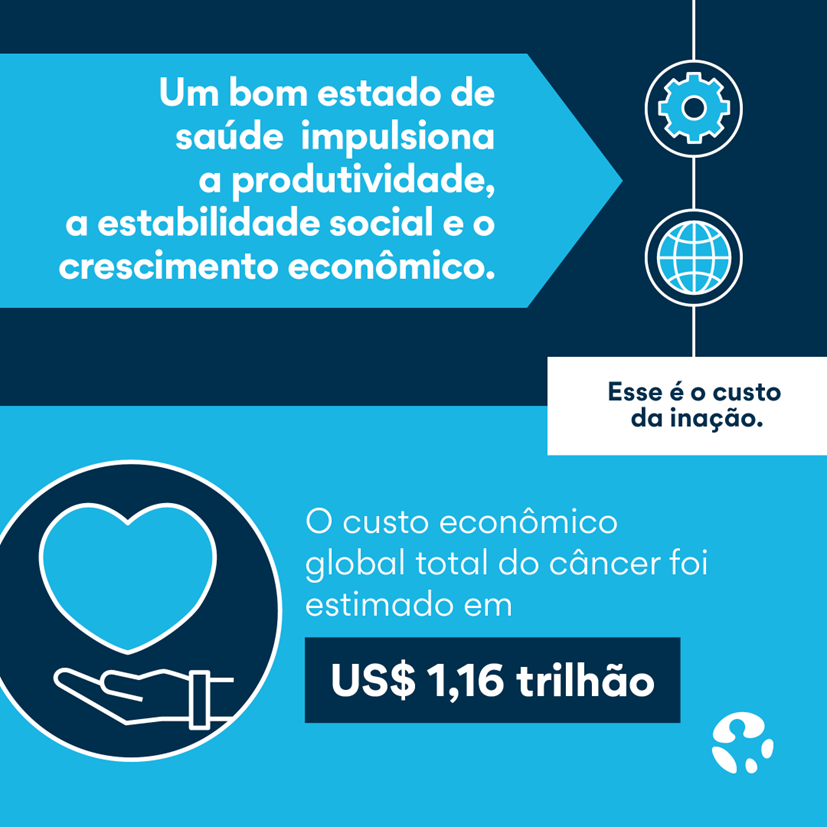 Um bom estado de
saúde impulsiona
a produtividade,
a estabilidade social e o
crescimento econômico.
Esse é o custo
da inação.
O custo econômico
global total do câncer foi
estimado em
US$ 1,16 trilhão